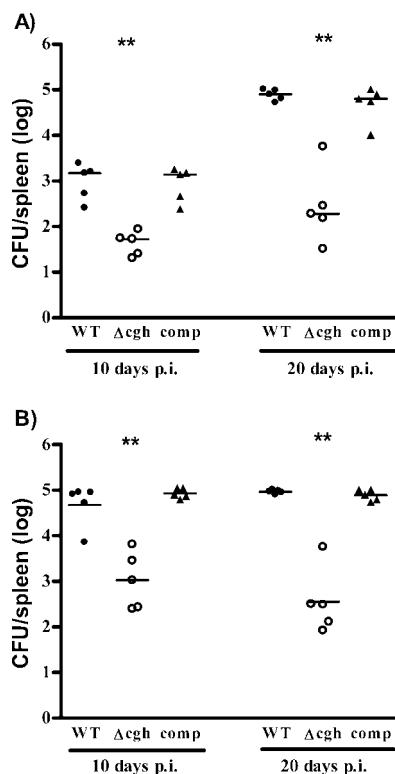 A)
**
**
CFU/spleen (log)
6
5
4
3
2
1
0
WT Δcgh comp
WT Δcgh comp
10 days p.i.
20 days p.i.
B)
**
**
CFU/spleen (log)
6
5
4
3
2
1
0
WT Δcgh comp
WT Δcgh comp
10 days p.i.
20 days p.i.